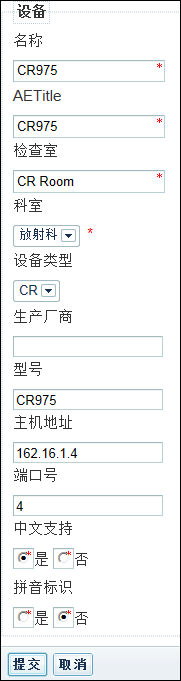 设备
名称
CR975 *
AETitle
CR975 *
检查室
CR Room *
科室
放射科 *
设备类型
CR
生产厂商
型号
CR975
主机地址
162.16.1.4
端口号
4
中文支持
* 是 * 否
拼音标识
* 是 * 否
提交 取消